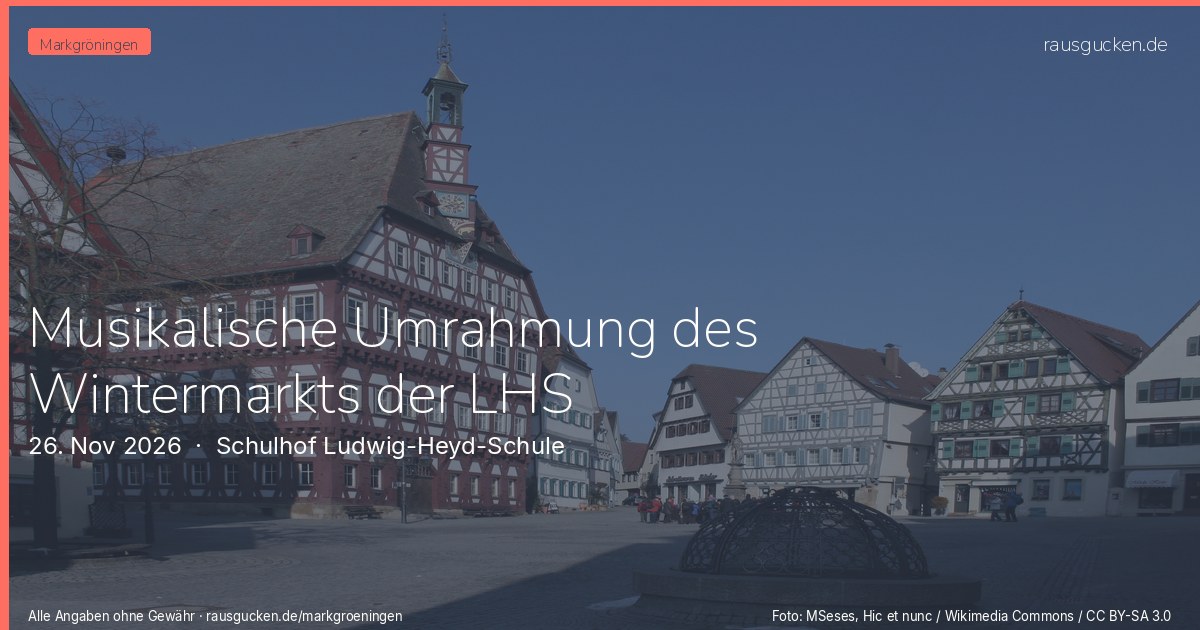 Markgröningen
rausgucken.de
Musikalische Umrahmung des
Wintermarkts der LHS
26. Nov 2026 · Schulhof Ludwig-Heyd-Schule
Alle Angaben ohne Gewähr · rausgucken.de/markgroeningen
Foto: MSeses, Hic et nunc / Wikimedia Commons / CC BY-SA 3.0